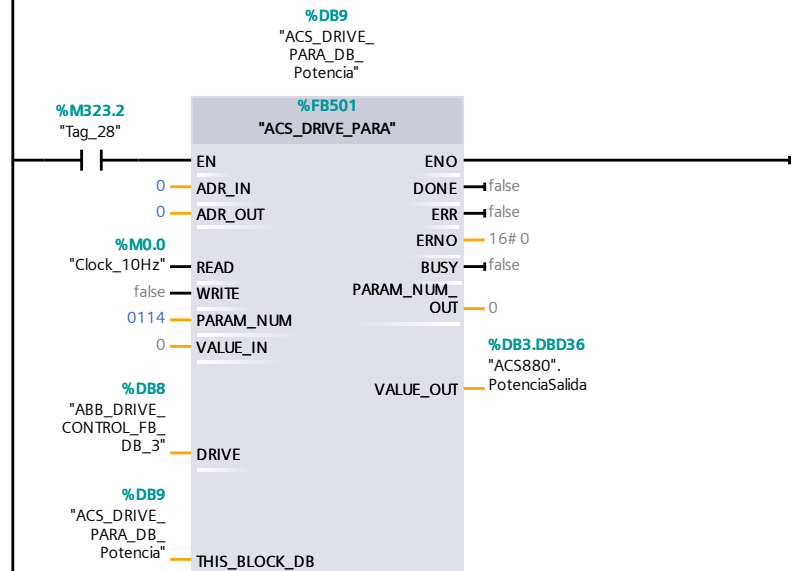 %DB9
"ACS_DRIVE_
PARA_DB_
Potencia"
%M323.2
"Tag_28"
%FB501
"ACS_DRIVE_PARA"
EN
ENO
0
ADR_IN
DONE
false
0
ADR_OUT
ERR
false
ERNO
16#0
%M0.0
"Clock_10Hz"
READ
BUSY
false
false
WRITE
PARAM_NUM_
OUT
0
0114
PARAM_NUM
0
VALUE_IN
%DB3.DBD36
"ACS880".
PotenciaSalida
VALUE_OUT
%DB8
"ABB_DRIVE_
CONTROL_FB_
DB_3"
DRIVE
%DB9
"ACS_DRIVE_
PARA_DB_
Potencia"
THIS_BLOCK_DB